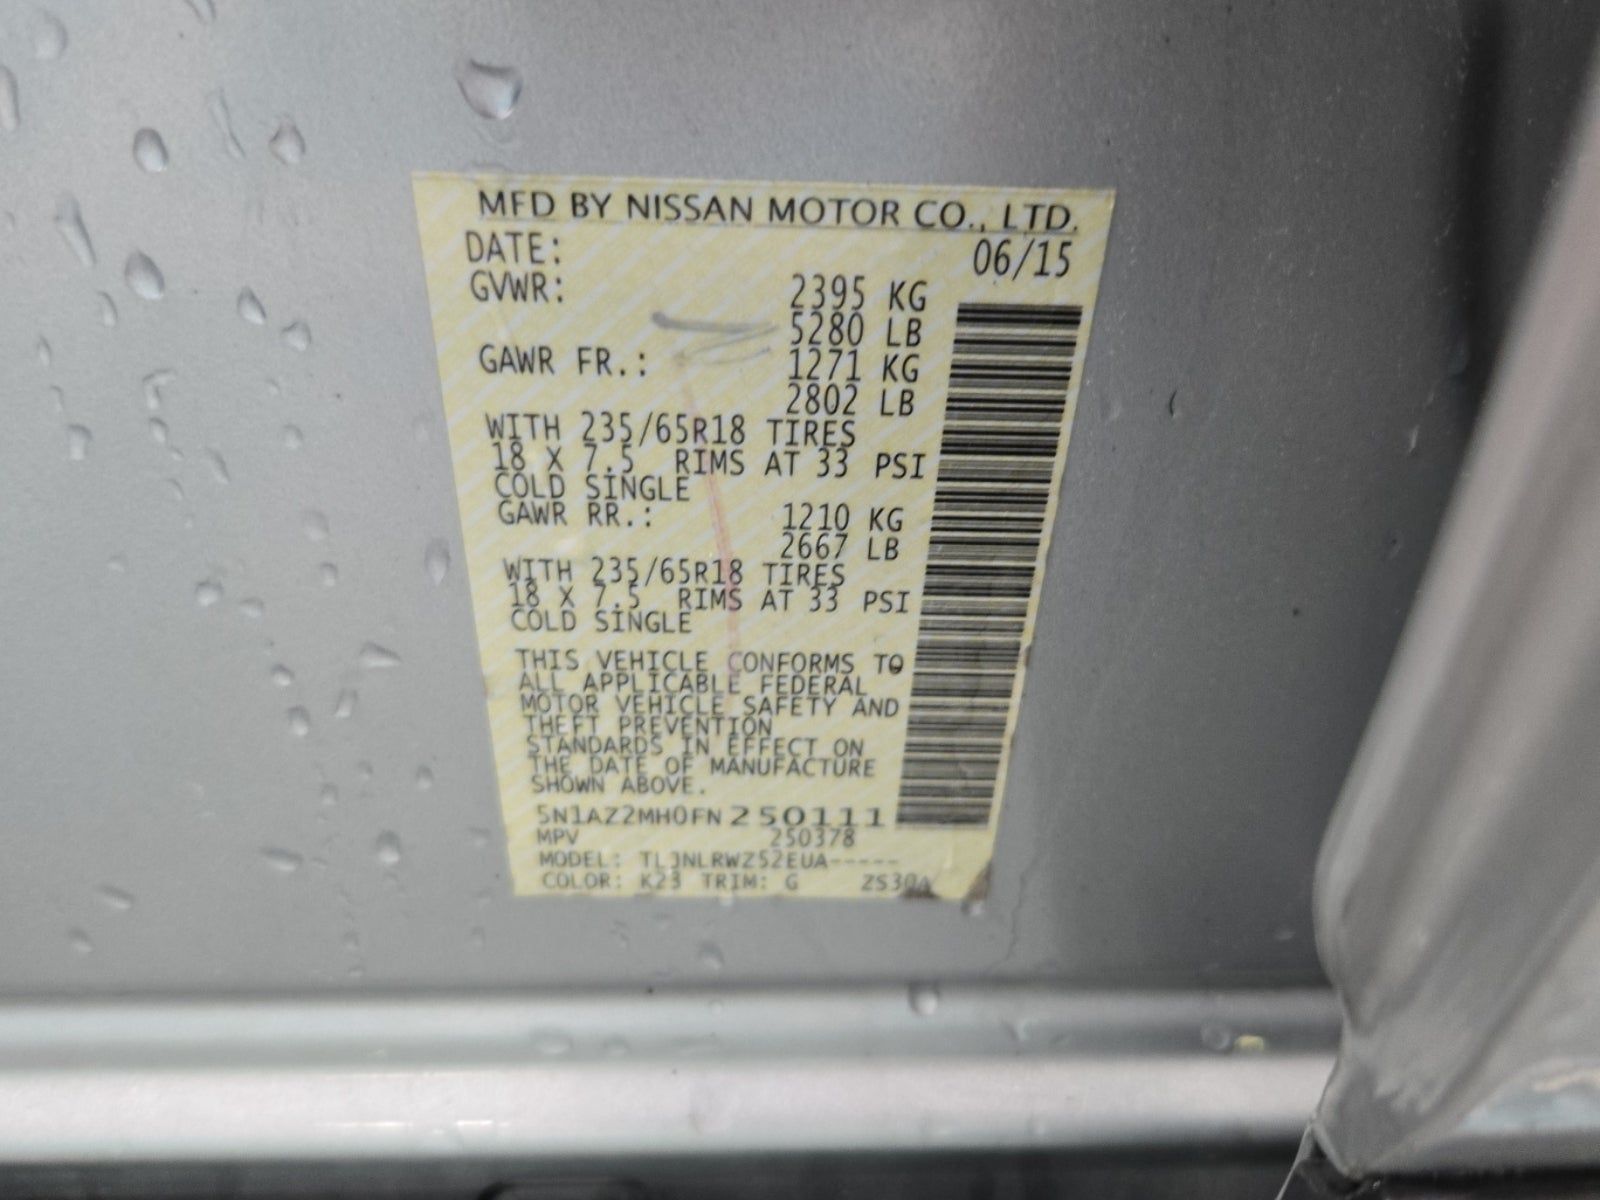 MFD BY NISSAN MOTOR CO., LTD.
DATE: 06/15
GVWR: 2395 KG
5280 LB
GAWR FR.: 1271 KG
2802 LB
WITH 235/65R18 TIRES
18 X 7.5 RIMS AT 33 PSI
COLD SINGLE
GAWR RR.: 1210 KG
2667 LB
WITH 235/65R18 TIRES
18 X 7.5 RIMS AT 33 PSI
COLD SINGLE
THIS VEHICLE CONFORMS TO
ALL APPLICABLE FEDERAL
MOTOR VEHICLE SAFETY AND
THEFT PREVENTION
STANDARDS IN EFFECT ON
THE DATE OF MANUFACTURE
SHOWN ABOVE.
5N1AZ2MH0FN250111
MPV 250378
MODEL: TLJNLRWZ52EUA-----
COLOR: K23 TRIM: G ZS30A